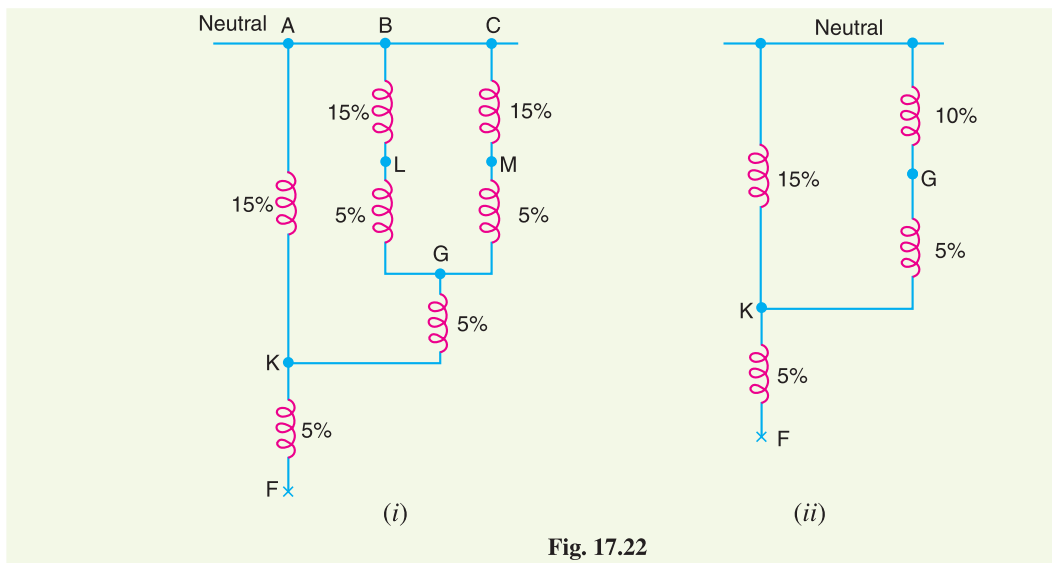 Neutral A B C
15% 15%
L M
15% 5% 5%
G
5%
K
5%
F
(i)
Neutral
10%
15% G
5%
K
5%
F
(ii)
Fig. 17.22